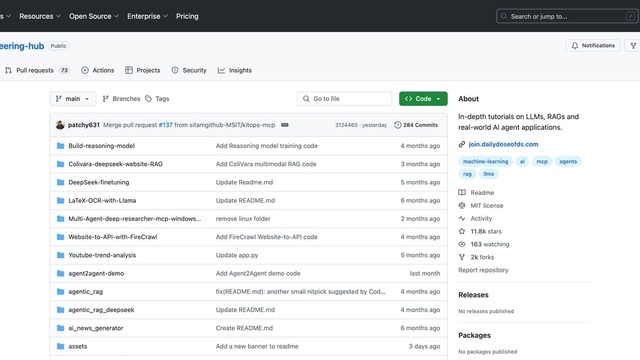 s Resources Open Source Enterprise Pricing Search or jump to... /
eering-hub Public Notifications
Pull requests 73 Actions Projects Security Insights
main Branches Tags Go to file Code
patchy631 Merge pull request #137 from sitamgithub-MSIT/kitops-mcp 3124465 · yesterday 284 Commits
Build-reasoning-model Add Reasoning model training code 4 months ago
Colivara-deepseek-website-RAG Add ColiVara multimodal RAG code 3 months ago
DeepSeek-finetuning Update Readme.md 5 months ago
LaTeX-OCR-with-Llama Update README.md 6 months ago
Multi-Agent-deep-researcher-mcp-windows... remove linux folder 2 months ago
Website-to-API-with-FireCrawl Add FireCrawl Website-to-API code 4 months ago
Youtube-trend-analysis Update app.py 5 months ago
agent2agent-demo Add Agent2Agent demo code last month
agentic_rag fix(README.md): another small nitpick suggested by Cod... 4 months ago
agentic_rag_deepseek Update README.md 4 months ago
ai_news_generator Create README.md 6 months ago
assets Add a new banner to readme 3 days ago
About
In-depth tutorials on LLMs, RAGs and
real-world AI agent applications.
join.dailydoseofds.com
machine-learning ai mcp agents
rag llms
Readme
MIT license
Activity
11.8k stars
163 watching
2k forks
Report repository
Releases
No releases published
Packages
No packages published